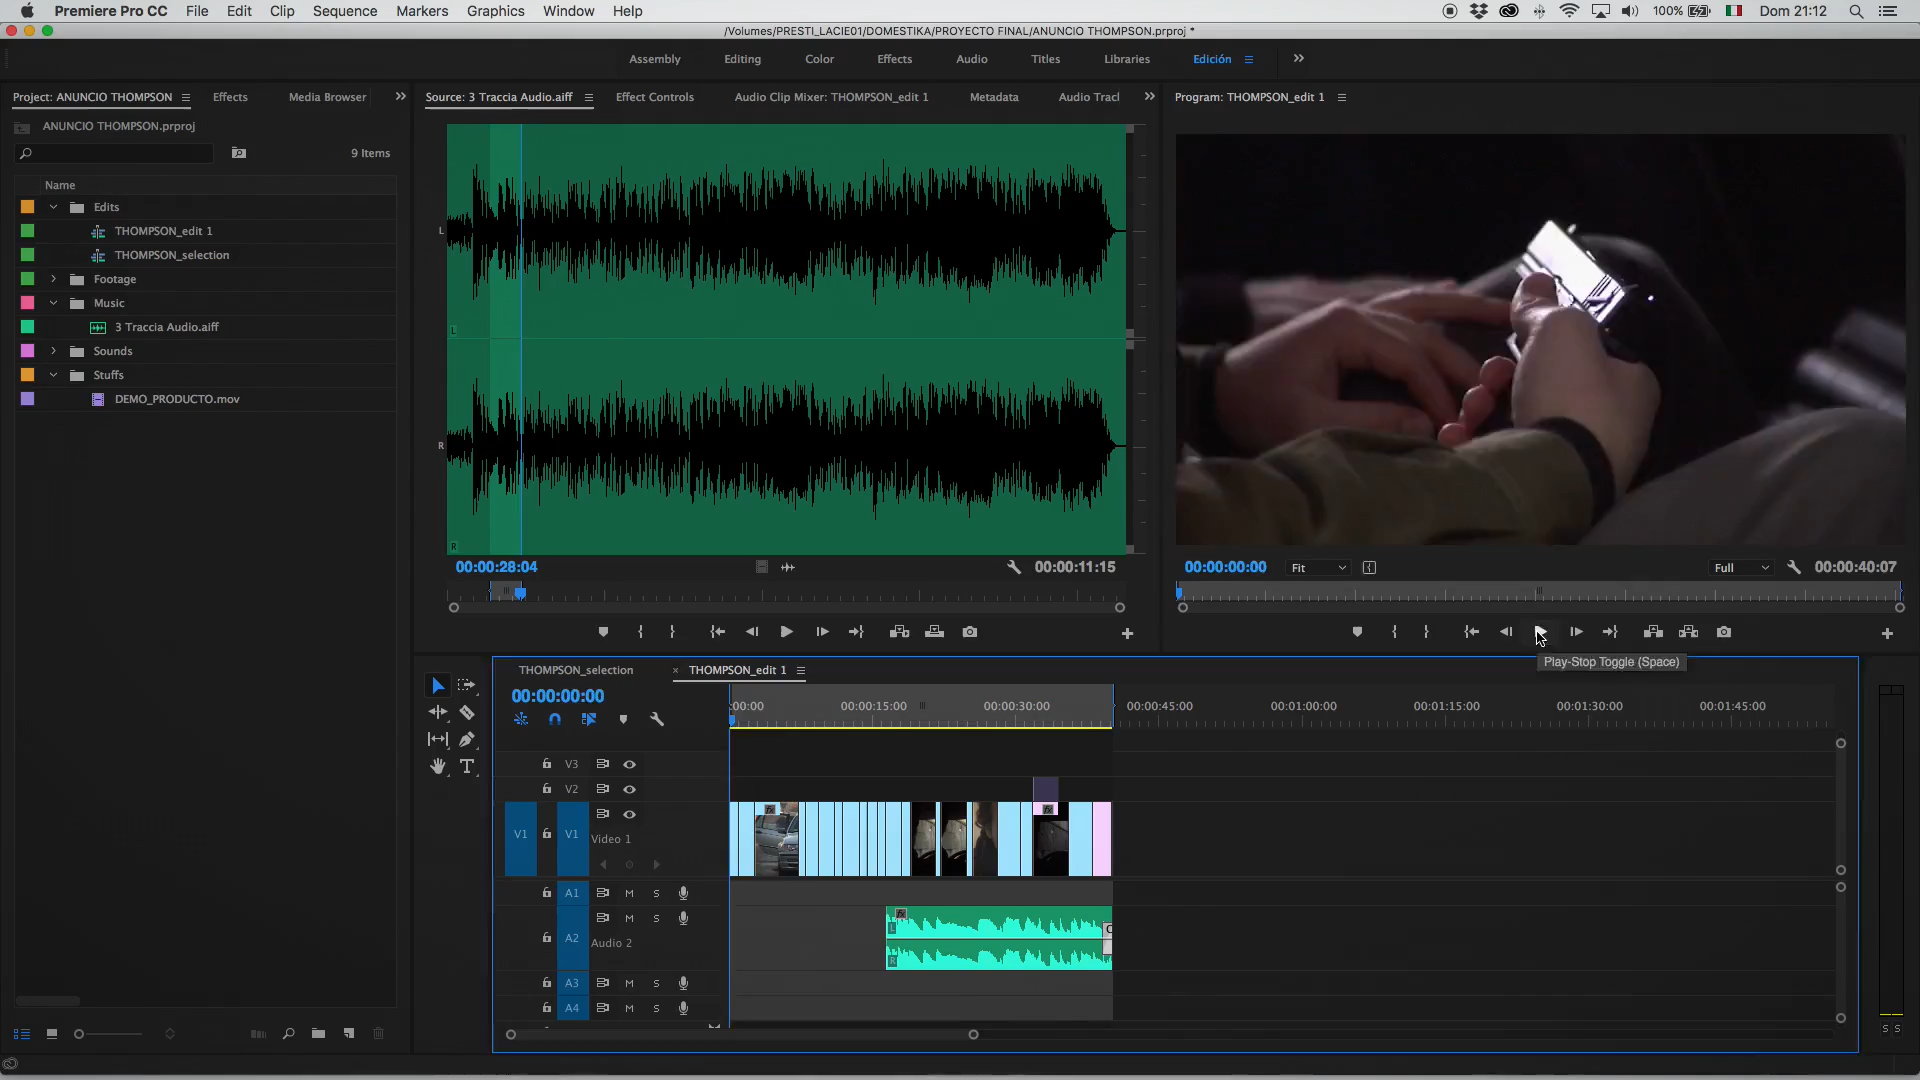 Premiere Pro CC File Edit Clip Sequence Markers Graphics Window Help 100% Dom 21:12
/Volumes/PRESTI_LACIE01/DOMESTIKA/PROYECTO FINAL/ANUNCIO THOMPSON.prproj *
Assembly Editing Color Effects Audio Titles Libraries Edición
Project: ANUNCIO THOMPSON Effects Media Browser
ANUNCIO THOMPSON.prproj
9 Items
Name
Edits
THOMPSON_edit 1
THOMPSON_selection
Footage
Music
3 Traccia Audio.aiff
Sounds
Stuffs
DEMO_PRODUCTO.mov
Source: 3 Traccia Audio.aiff Effect Controls Audio Clip Mixer: THOMPSON_edit 1 Metadata Audio Tracl
L
L
R
R
00:00:28:04 00:00:11:15
Program: THOMPSON_edit 1
00:00:00:00 Fit Full 00:00:40:07
Play-Stop Toggle (Space)
THOMPSON_selection × THOMPSON_edit 1
00:00:00:00
:00:00 00:00:15:00 00:00:30:00 00:00:45:00 00:01:00:00 00:01:15:00 00:01:30:00 00:01:45:00
V3
V2
V1 V1 Video 1
fx fx
A1 M S
A2 M S Audio 2
fx
L
R
A3 M S
A4 M S
S S